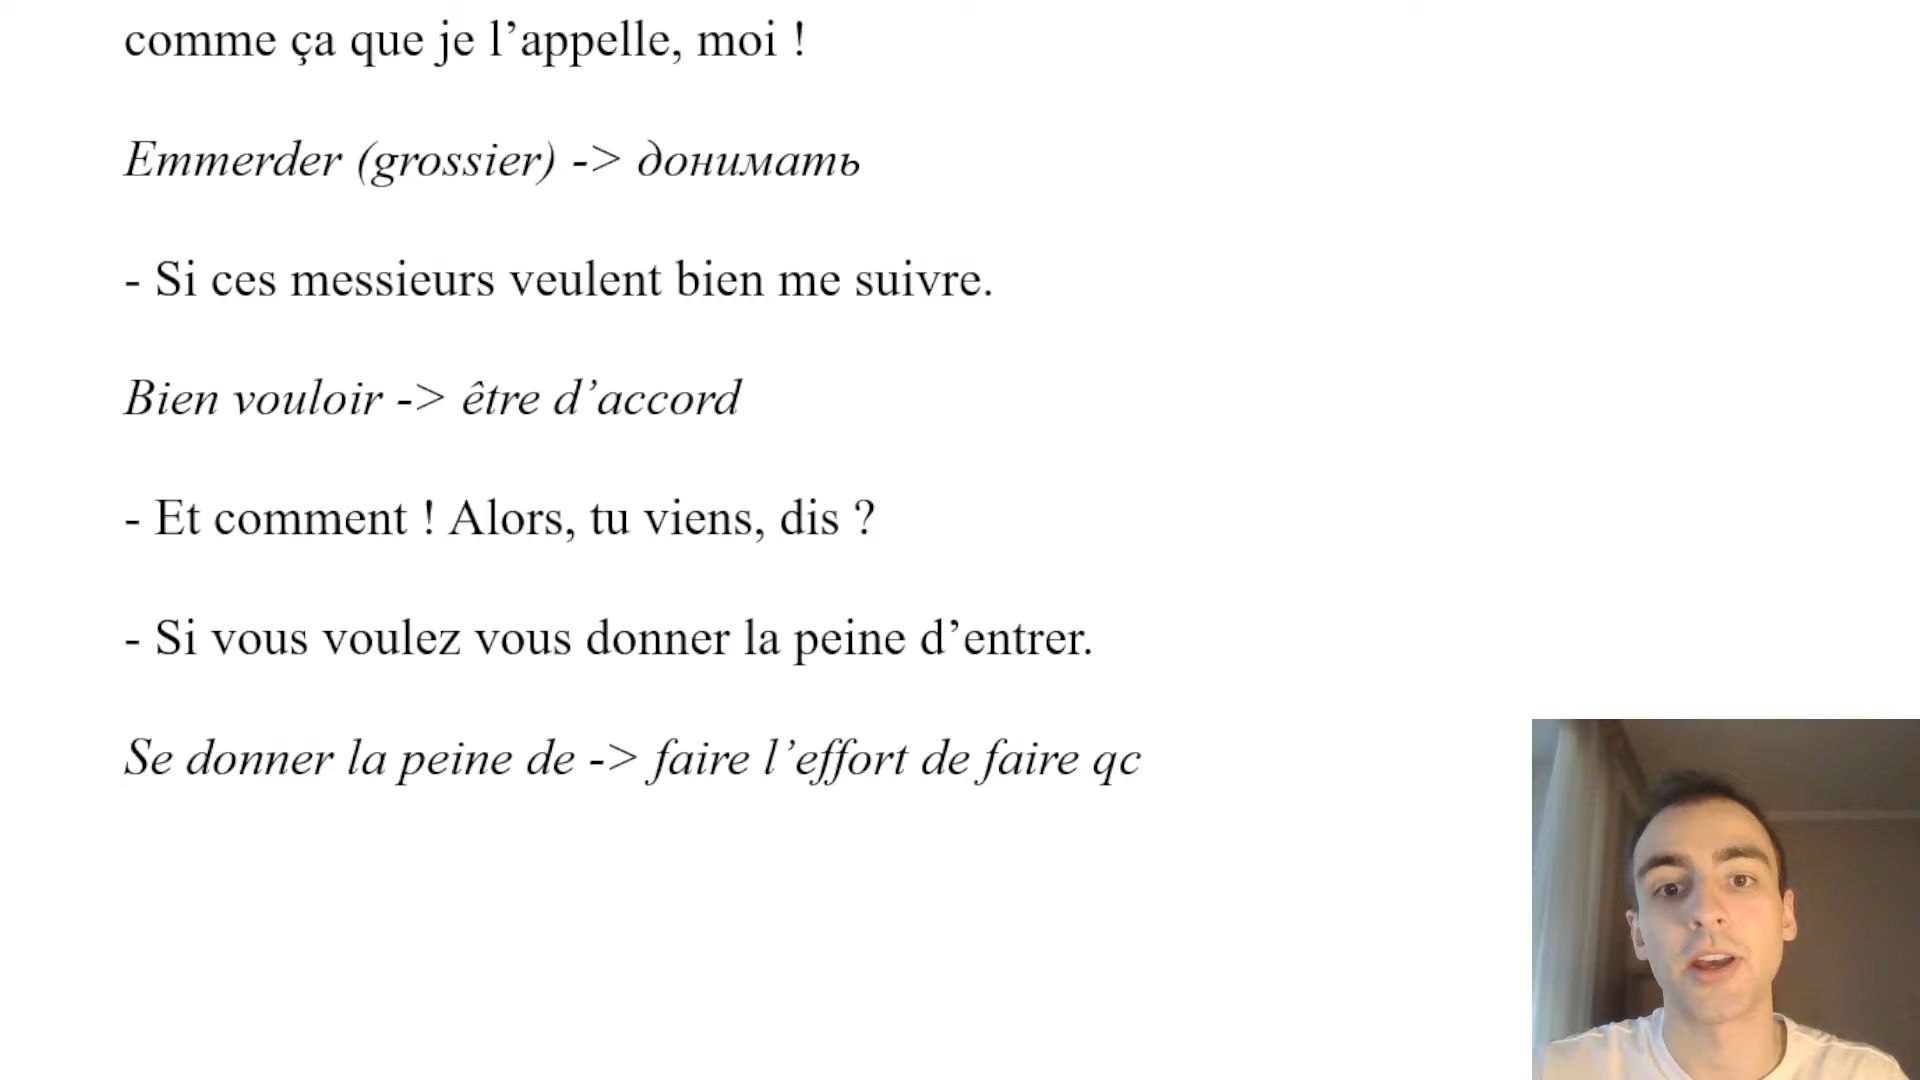 comme ça que je l’appelle, moi !
Emmerder (grossier) -> донимать
- Si ces messieurs veulent bien me suivre.
Bien vouloir -> être d’accord
- Et comment ! Alors, tu viens, dis ?
- Si vous voulez vous donner la peine d’entrer.
Se donner la peine de -> faire l’effort de faire qc